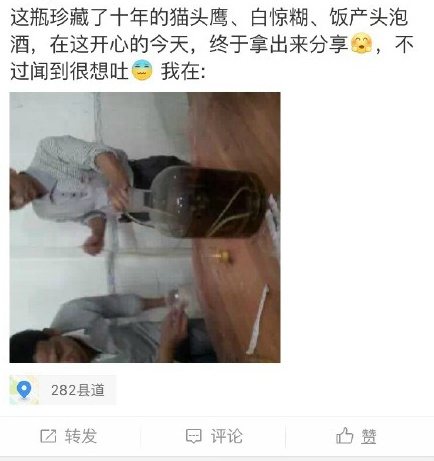 这瓶珍藏了十年的猫头鹰、白惊糊、饭产头泡
酒，在这开心的今天，终于拿出来分享，不
过闻到很想吐 我在:
282县道
转发
评论
赞